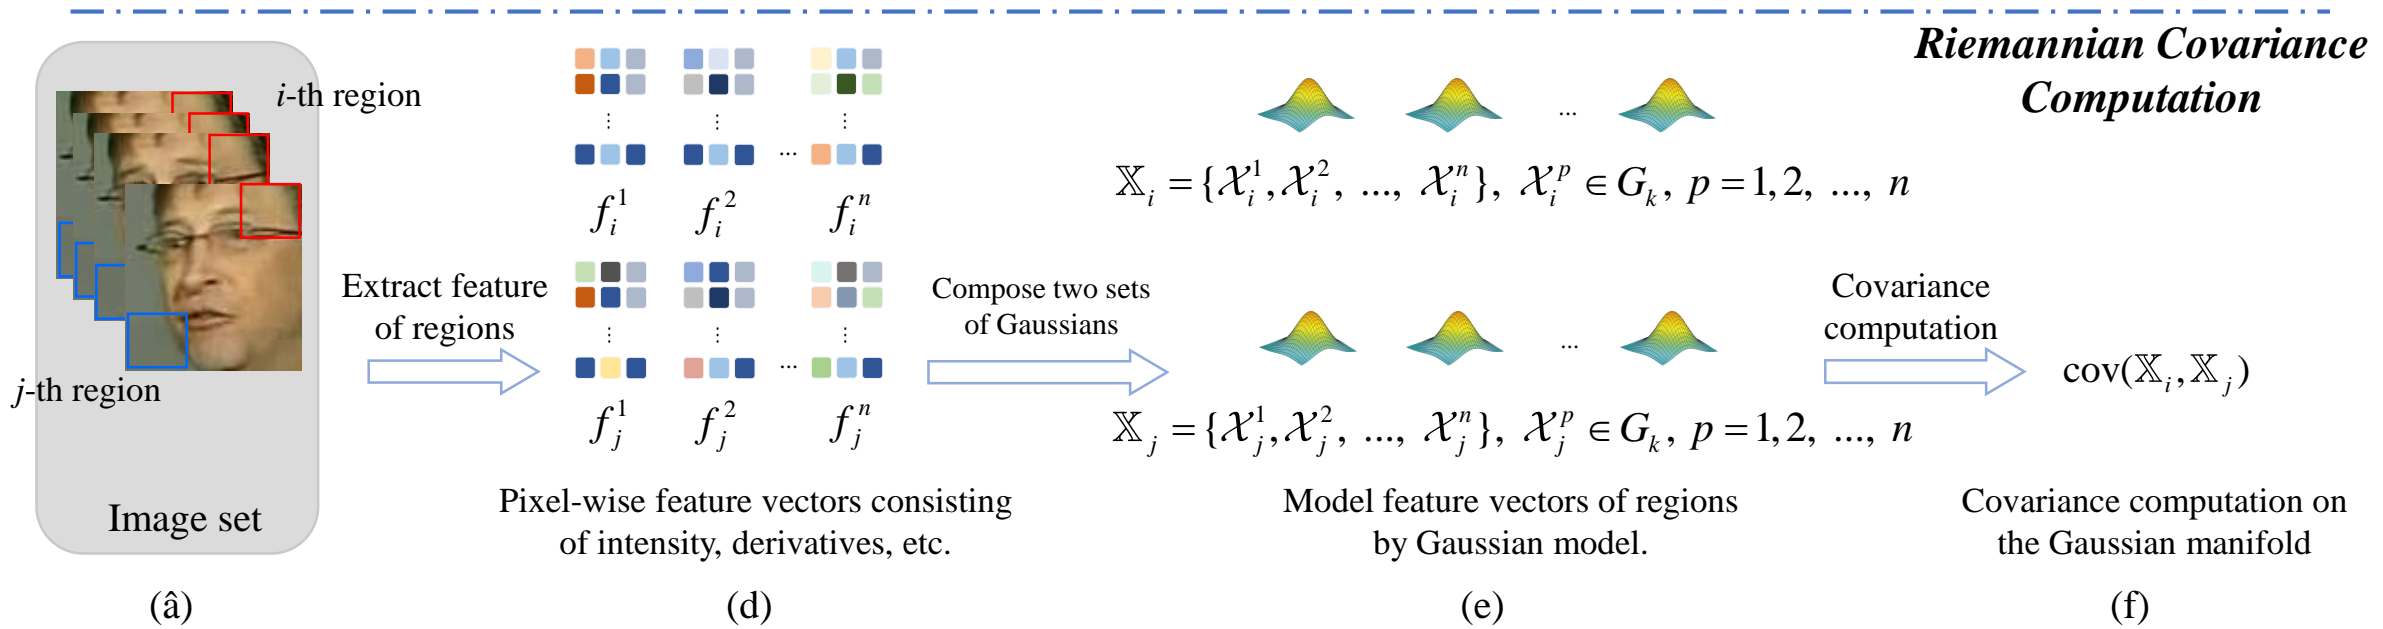 Riemannian Covariance
Computation
i-th region
j-th region
Image set
(â)
Extract feature
of regions
⋮ ⋮ ⋮
...
f_i^1 f_i^2 f_i^n
⋮ ⋮ ⋮
...
f_j^1 f_j^2 f_j^n
Pixel-wise feature vectors consisting
of intensity, derivatives, etc.
(d)
Compose two sets
of Gaussians
...
𝕏_i = {𝒳_i^1, 𝒳_i^2, ..., 𝒳_i^n}, 𝒳_i^p ∈ G_k, p = 1, 2, ..., n
...
𝕏_j = {𝒳_j^1, 𝒳_j^2, ..., 𝒳_j^n}, 𝒳_j^p ∈ G_k, p = 1, 2, ..., n
Model feature vectors of regions
by Gaussian model.
(e)
Covariance
computation
cov(𝕏_i, 𝕏_j)
Covariance computation on
the Gaussian manifold
(f)